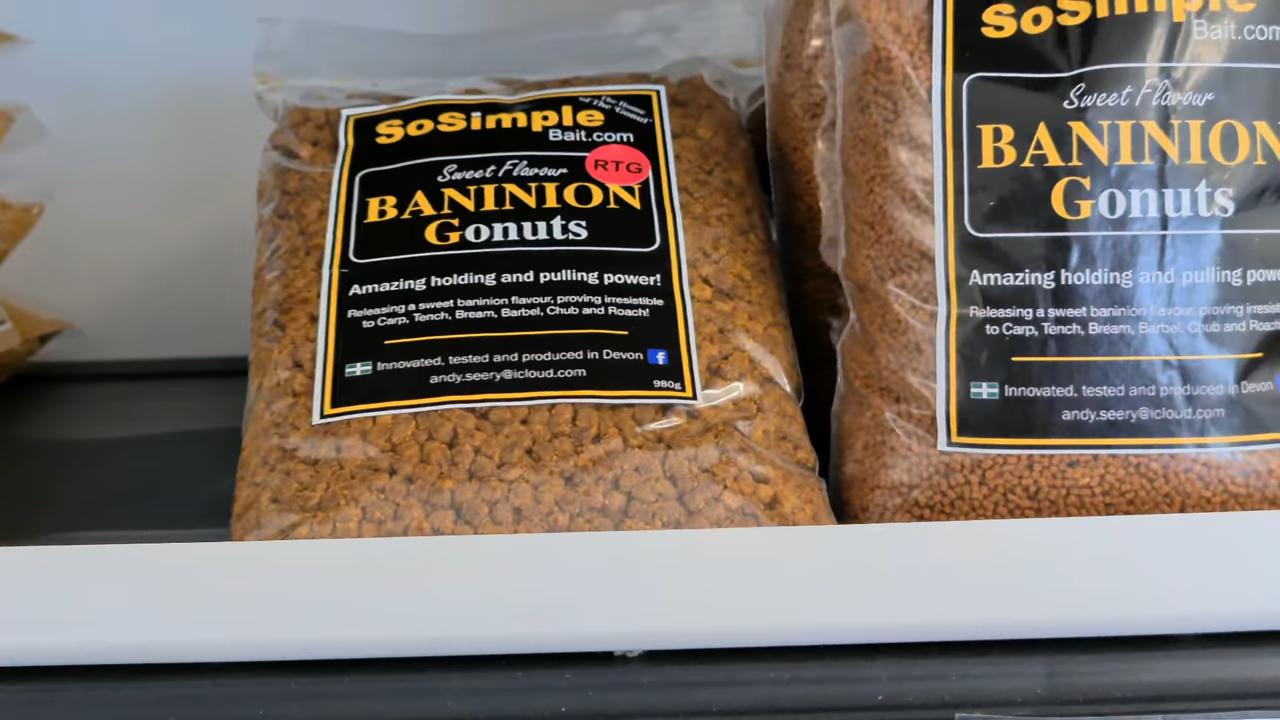 The Home
of The 'Gonut'
SoSimple
Bait.com
RTG
Sweet Flavour
BANINION
Gonuts
Amazing holding and pulling power!
Releasing a sweet baninion flavour, proving irresistible
to Carp, Tench, Bream, Barbel, Chub and Roach!
Innovated, tested and produced in Devon f
andy.seery@icloud.com
980g
SoSimple
Bait.com
Sweet Flavour
BANINION
Gonuts
Amazing holding and pulling powe
Releasing a sweet baninion flavour, proving irresis
to Carp, Tench, Bream, Barbel, Chub and Roach
Innovated, tested and produced in Devon
andy.seery@icloud.com